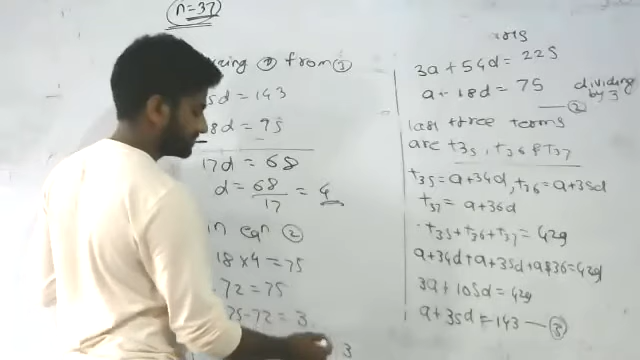 n=37
from ①
5d = 143
8d = 75
17d = 68
d = 68/17 = 4
in eqn ②
18 × 4 = 75
72 = 75
75 - 72 = 3
3
3a + 54d = 225
a + 18d = 75 dividing by 3
— ②
last three terms
are t35, t36 & t37
t35 = a+34d, t36 = a+35d
t37 = a+36d
t35 + t36 + t37 = 429
a+34d+a+35d+a+36=429
3a + 105d = 429
a + 35d = 143 — ③